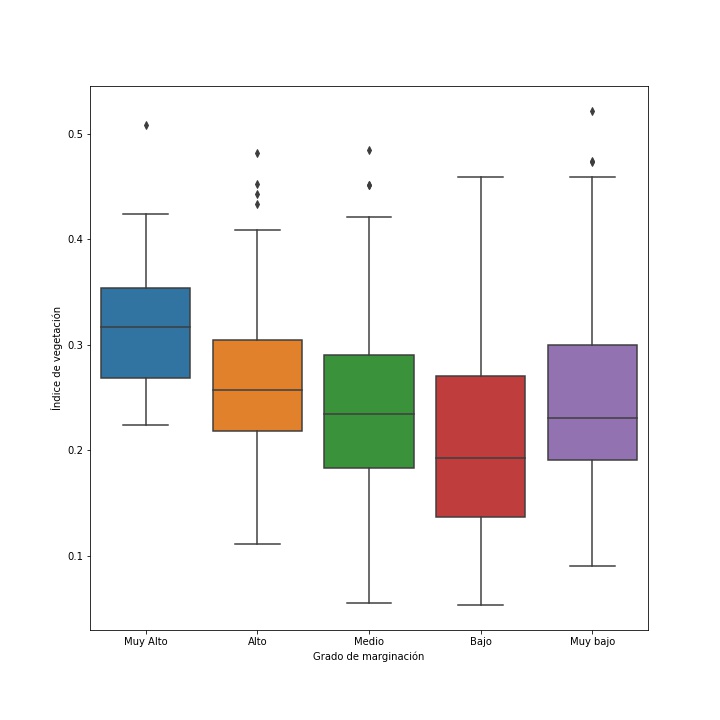 0.5
0.4
0.3
0.2
0.1
Índice de vegetación
Muy Alto Alto Medio Bajo Muy bajo
Grado de marginación